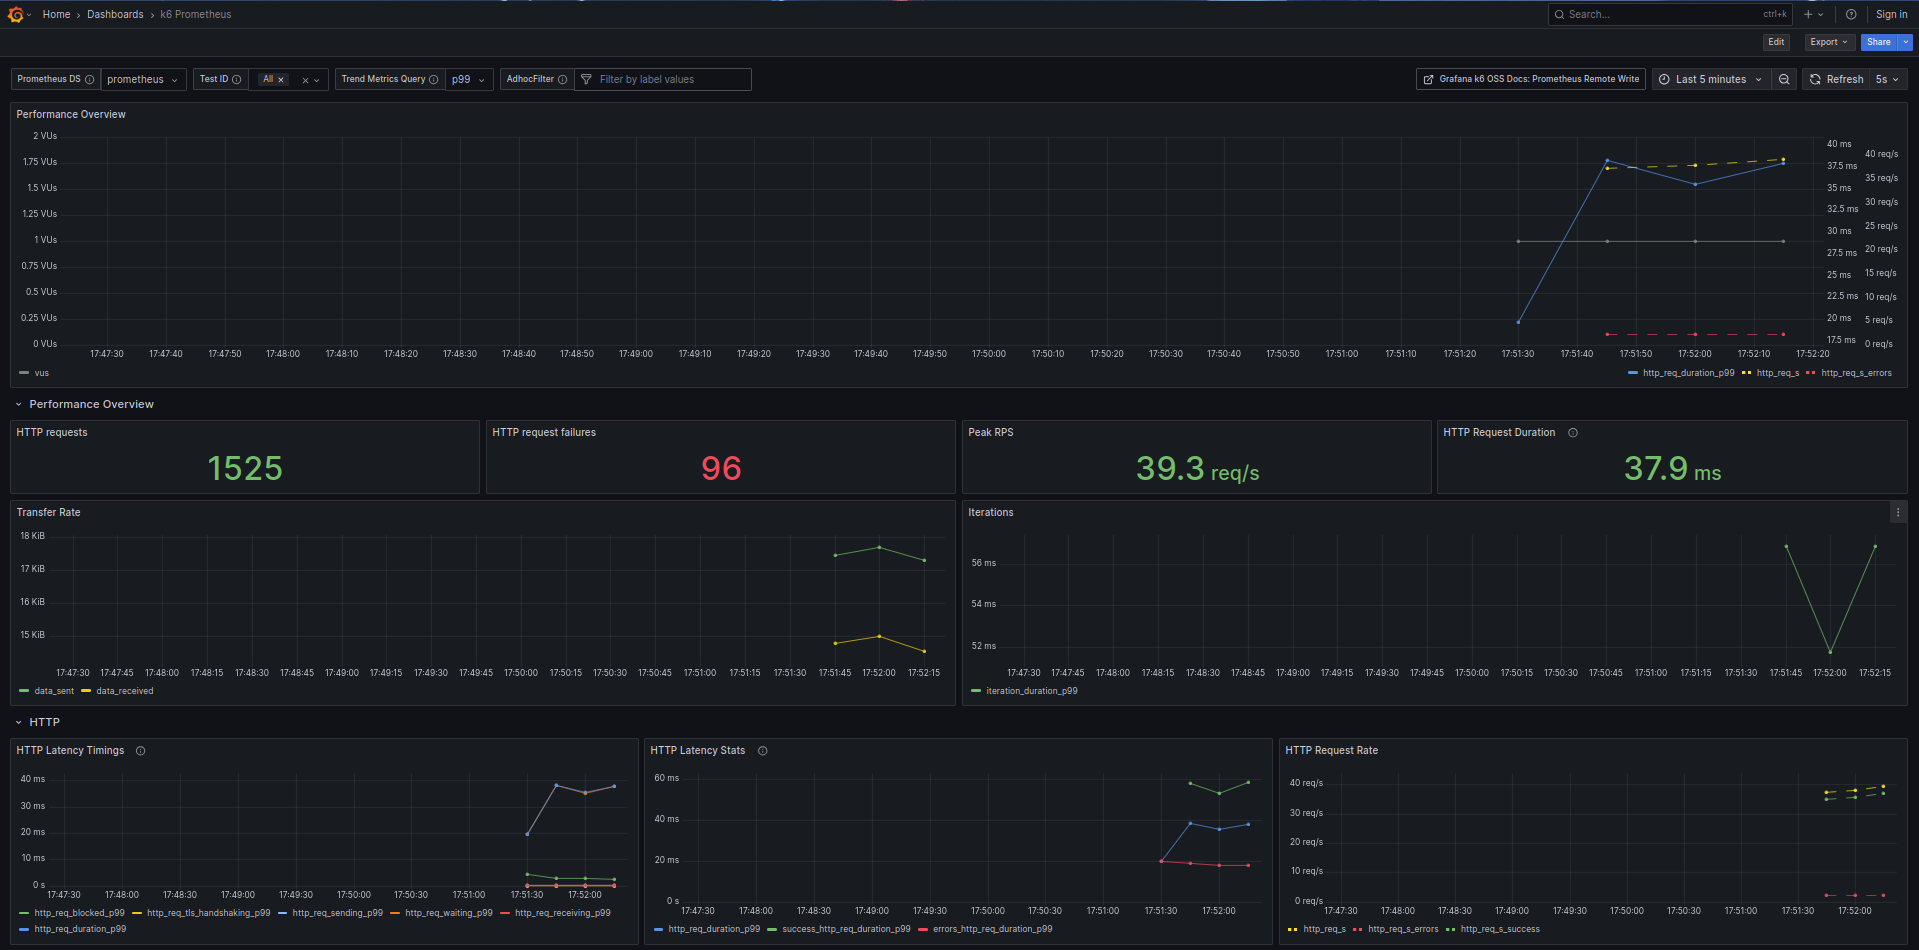 Home › Dashboards › k6 Prometheus
Search... ctrl+k
Sign in
Edit Export Share
Prometheus DS prometheus Test ID All Trend Metrics Query p99 AdhocFilter Filter by label values
Grafana k6 OSS Docs: Prometheus Remote Write Last 5 minutes Refresh 5s
Performance Overview
2 VUs
1.75 VUs
1.5 VUs
1.25 VUs
1 VUs
0.75 VUs
0.5 VUs
0.25 VUs
0 VUs
40 ms
37.5 ms
35 ms
32.5 ms
30 ms
27.5 ms
25 ms
22.5 ms
20 ms
17.5 ms
40 req/s
35 req/s
30 req/s
25 req/s
20 req/s
15 req/s
10 req/s
5 req/s
0 req/s
17:47:30 17:47:40 17:47:50 17:48:00 17:48:10 17:48:20 17:48:30 17:48:40 17:48:50 17:49:00 17:49:10 17:49:20 17:49:30 17:49:40 17:49:50 17:50:00 17:50:10 17:50:20 17:50:30 17:50:40 17:50:50 17:51:00 17:51:10 17:51:20 17:51:30 17:51:40 17:51:50 17:52:00 17:52:10 17:52:20
vus
http_req_duration_p99 http_req_s http_req_s_errors
Performance Overview
HTTP requests
1525
HTTP request failures
96
Peak RPS
39.3 req/s
HTTP Request Duration
37.9 ms
Transfer Rate
18 KiB
17 KiB
16 KiB
15 KiB
17:47:30 17:47:45 17:48:00 17:48:15 17:48:30 17:48:45 17:49:00 17:49:15 17:49:30 17:49:45 17:50:00 17:50:15 17:50:30 17:50:45 17:51:00 17:51:15 17:51:30 17:51:45 17:52:00 17:52:15
data_sent data_received
Iterations
56 ms
54 ms
52 ms
17:47:30 17:47:45 17:48:00 17:48:15 17:48:30 17:48:45 17:49:00 17:49:15 17:49:30 17:49:45 17:50:00 17:50:15 17:50:30 17:50:45 17:51:00 17:51:15 17:51:30 17:51:45 17:52:00 17:52:15
iteration_duration_p99
HTTP
HTTP Latency Timings
40 ms
30 ms
20 ms
10 ms
0 s
17:47:30 17:48:00 17:48:30 17:49:00 17:49:30 17:50:00 17:50:30 17:51:00 17:51:30 17:52:00
http_req_blocked_p99 http_req_tls_handshaking_p99 http_req_sending_p99 http_req_waiting_p99 http_req_receiving_p99
http_req_duration_p99
HTTP Latency Stats
60 ms
40 ms
20 ms
0 s
17:47:30 17:48:00 17:48:30 17:49:00 17:49:30 17:50:00 17:50:30 17:51:00 17:51:30 17:52:00
http_req_duration_p99 success_http_req_duration_p99 errors_http_req_duration_p99
HTTP Request Rate
40 req/s
30 req/s
20 req/s
10 req/s
0 req/s
17:47:30 17:48:00 17:48:30 17:49:00 17:49:30 17:50:00 17:50:30 17:51:00 17:51:30 17:52:00
http_req_s http_req_s_errors http_req_s_success